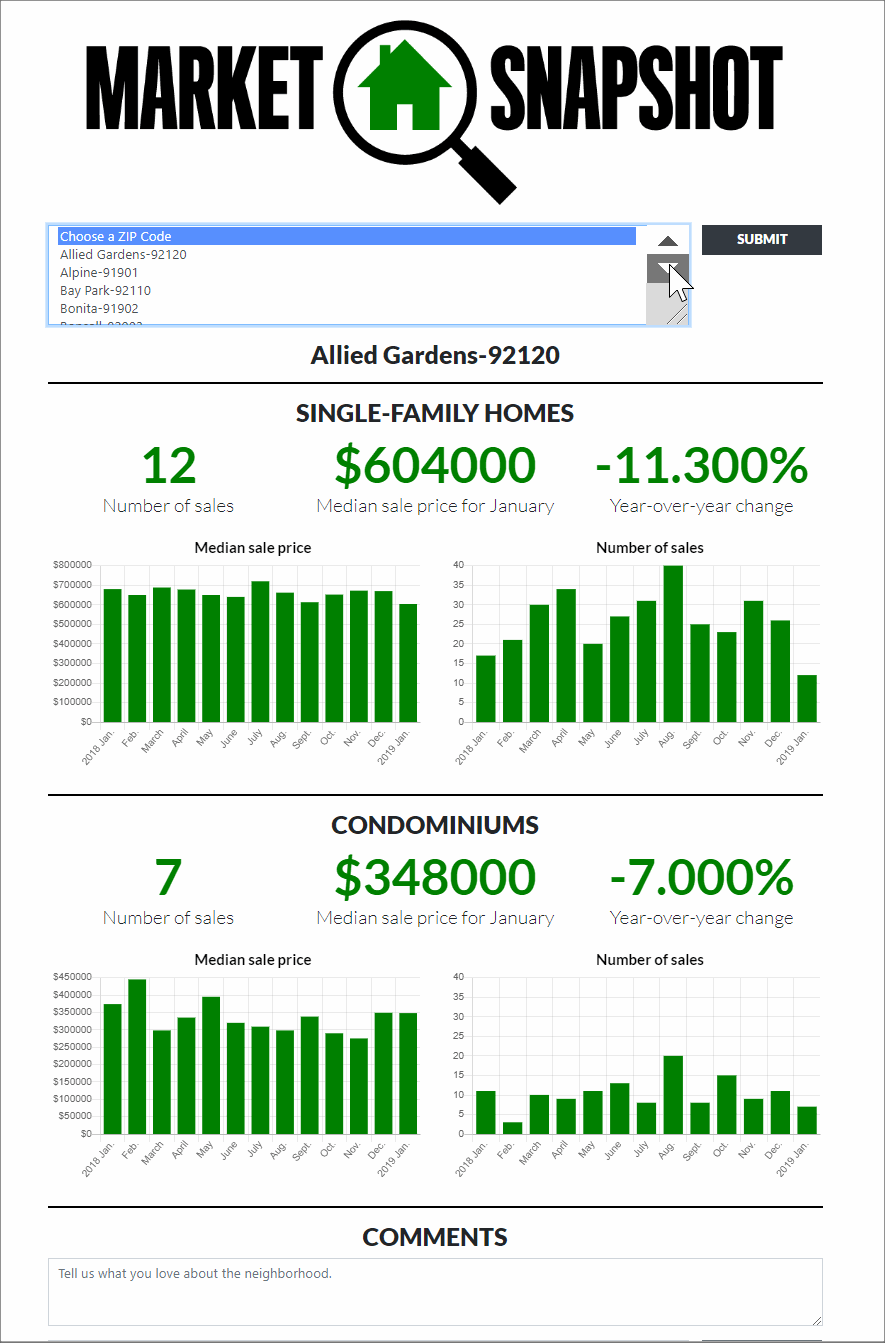 MARKET SNAPSHOT
Choose a ZIP Code
SUBMIT
Allied Gardens-92120
Alpine-91901
Bay Park-92110
Bonita-91902
Allied Gardens-92120
SINGLE-FAMILY HOMES
12 $604000 -11.300%
Number of sales Median sale price for January Year-over-year change
Median sale price
$800000
$700000
$600000
$500000
$400000
$300000
$200000
$100000
$0
2018 Jan. Feb. March April May June July Aug. Sept. Oct. Nov. Dec. 2019 Jan.
Number of sales
40
35
30
25
20
15
10
5
0
2018 Jan. Feb. March April May June July Aug. Sept. Oct. Nov. Dec. 2019 Jan.
CONDOMINIUMS
7 $348000 -7.000%
Number of sales Median sale price for January Year-over-year change
Median sale price
$450000
$400000
$350000
$300000
$250000
$200000
$150000
$100000
$50000
$0
2018 Jan. Feb. March April May June July Aug. Sept. Oct. Nov. Dec. 2019 Jan.
Number of sales
40
35
30
25
20
15
10
5
0
2018 Jan. Feb. March April May June July Aug. Sept. Oct. Nov. Dec. 2019 Jan.
COMMENTS
Tell us what you love about the neighborhood.